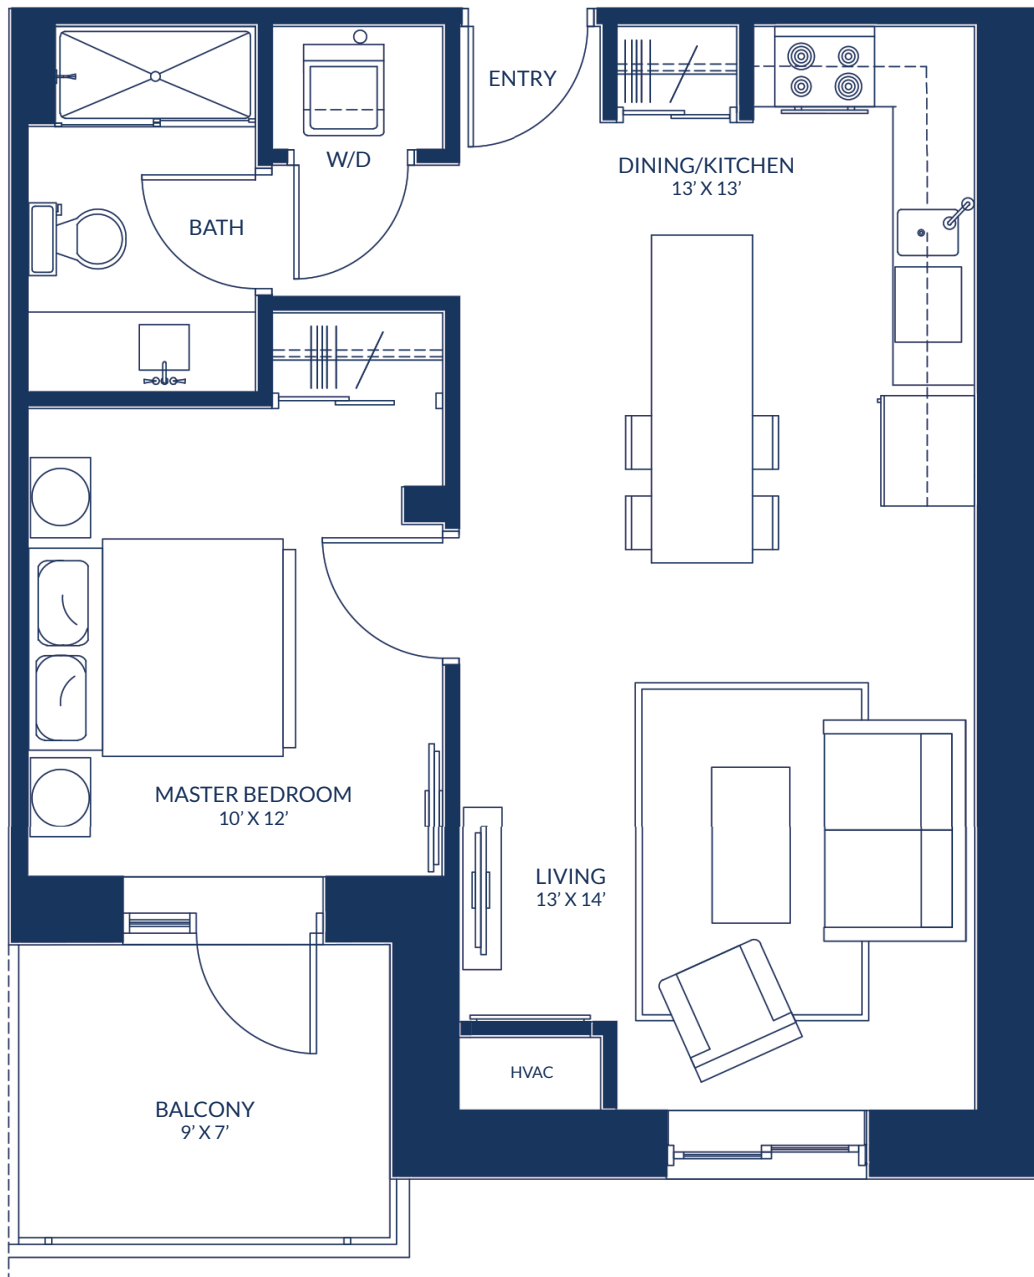 ENTRY
W/D
DINING/KITCHEN
13’ X 13’
BATH
MASTER BEDROOM
10’ X 12’
LIVING
13’ X 14’
HVAC
BALCONY
9’ X 7’